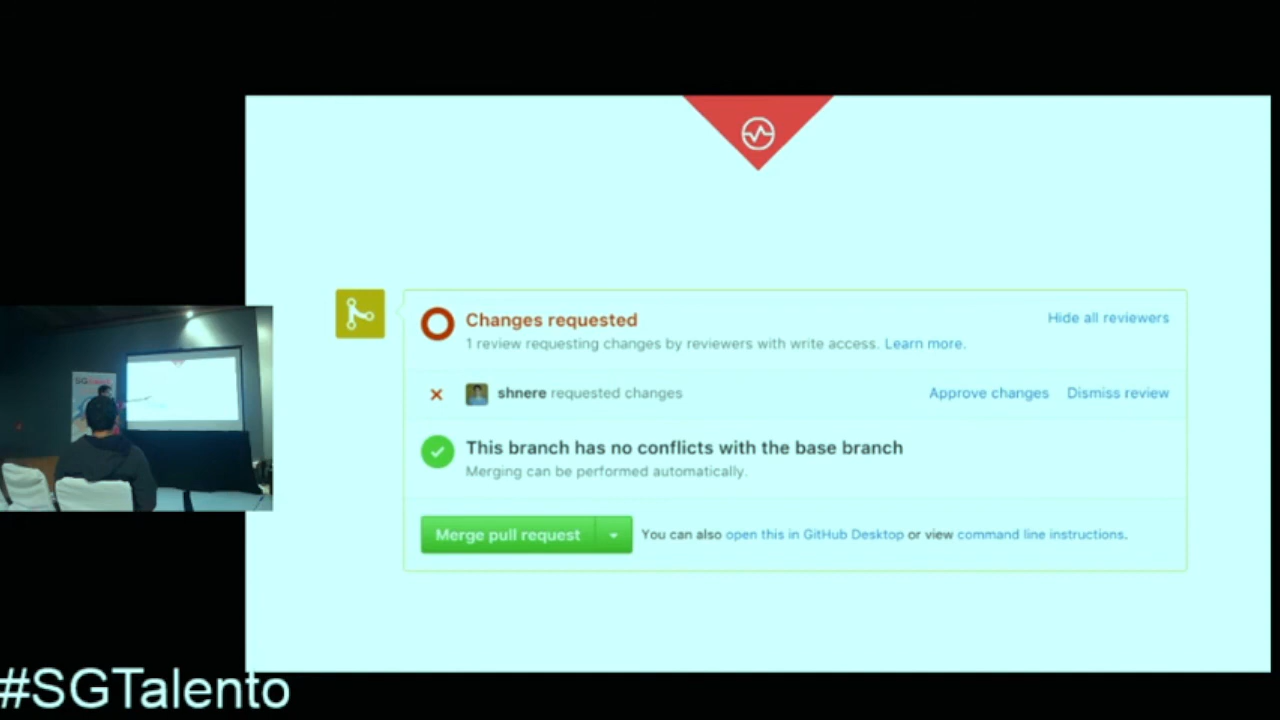 Changes requested
Hide all reviewers
1 review requesting changes by reviewers with write access. Learn more.
shnere requested changes
Approve changes Dismiss review
This branch has no conflicts with the base branch
Merging can be performed automatically.
Merge pull request
You can also open this in GitHub Desktop or view command line instructions.
#SGTalento